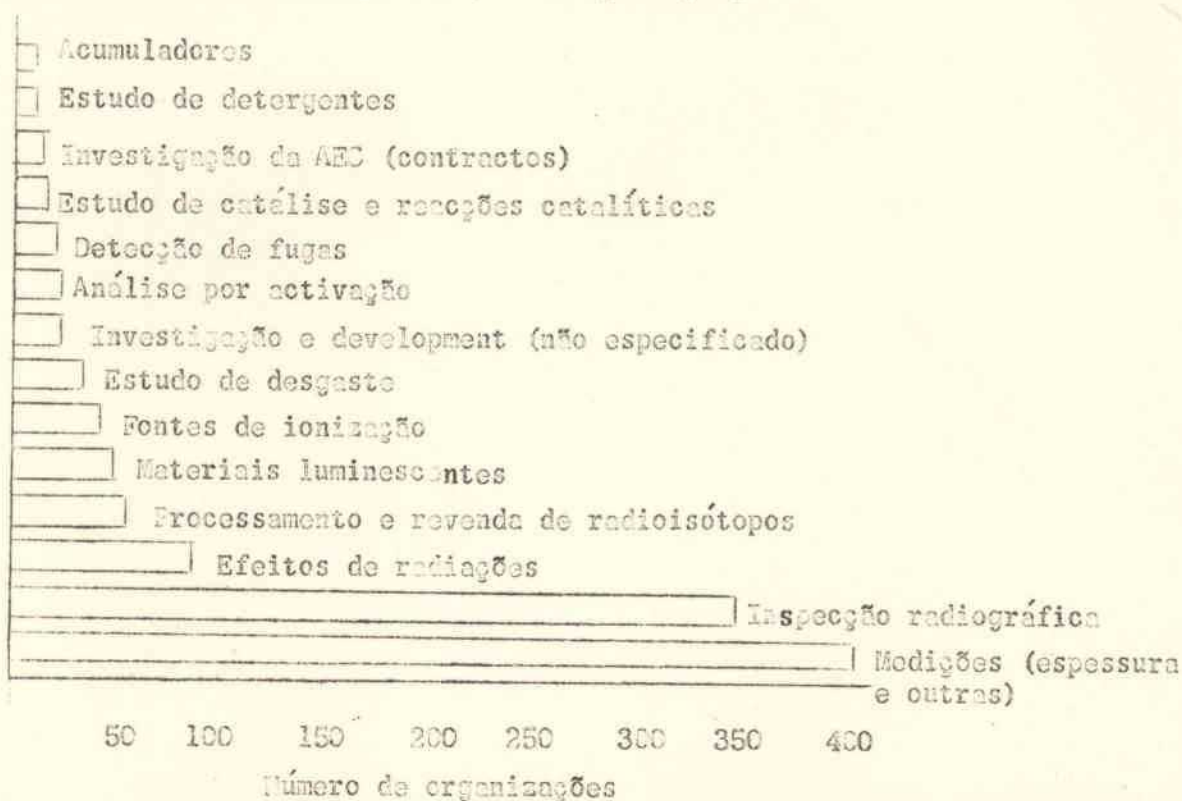 Acumuladores
Estudo de detergentes
Investigação da AEC (contractos)
Estudo de catálise e reacções catalíticas
Detecção de fugas
Análise por activação
Investigação e development (não especificado)
Estudo de desgaste
Fontes de ionização
Materiais luminescentes
Processamento e revenda de radioisótopos
Efeitos de radiações
Inspecção radiográfica
Medições (espessura
e outras)
50 100 150 200 250 300 350 400
Número de organizações